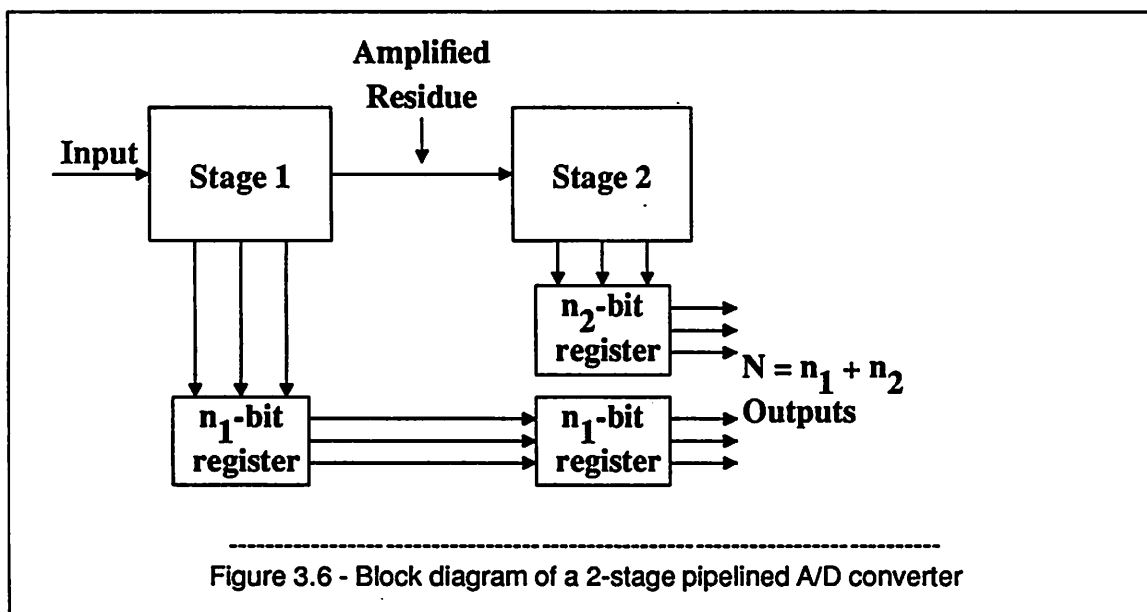 Amplified
Residue
Input
Stage 1
Stage 2
n2-bit
register
N = n1 + n2
Outputs
n1-bit
register
n1-bit
register
Figure 3.6 - Block diagram of a 2-stage pipelined A/D converter